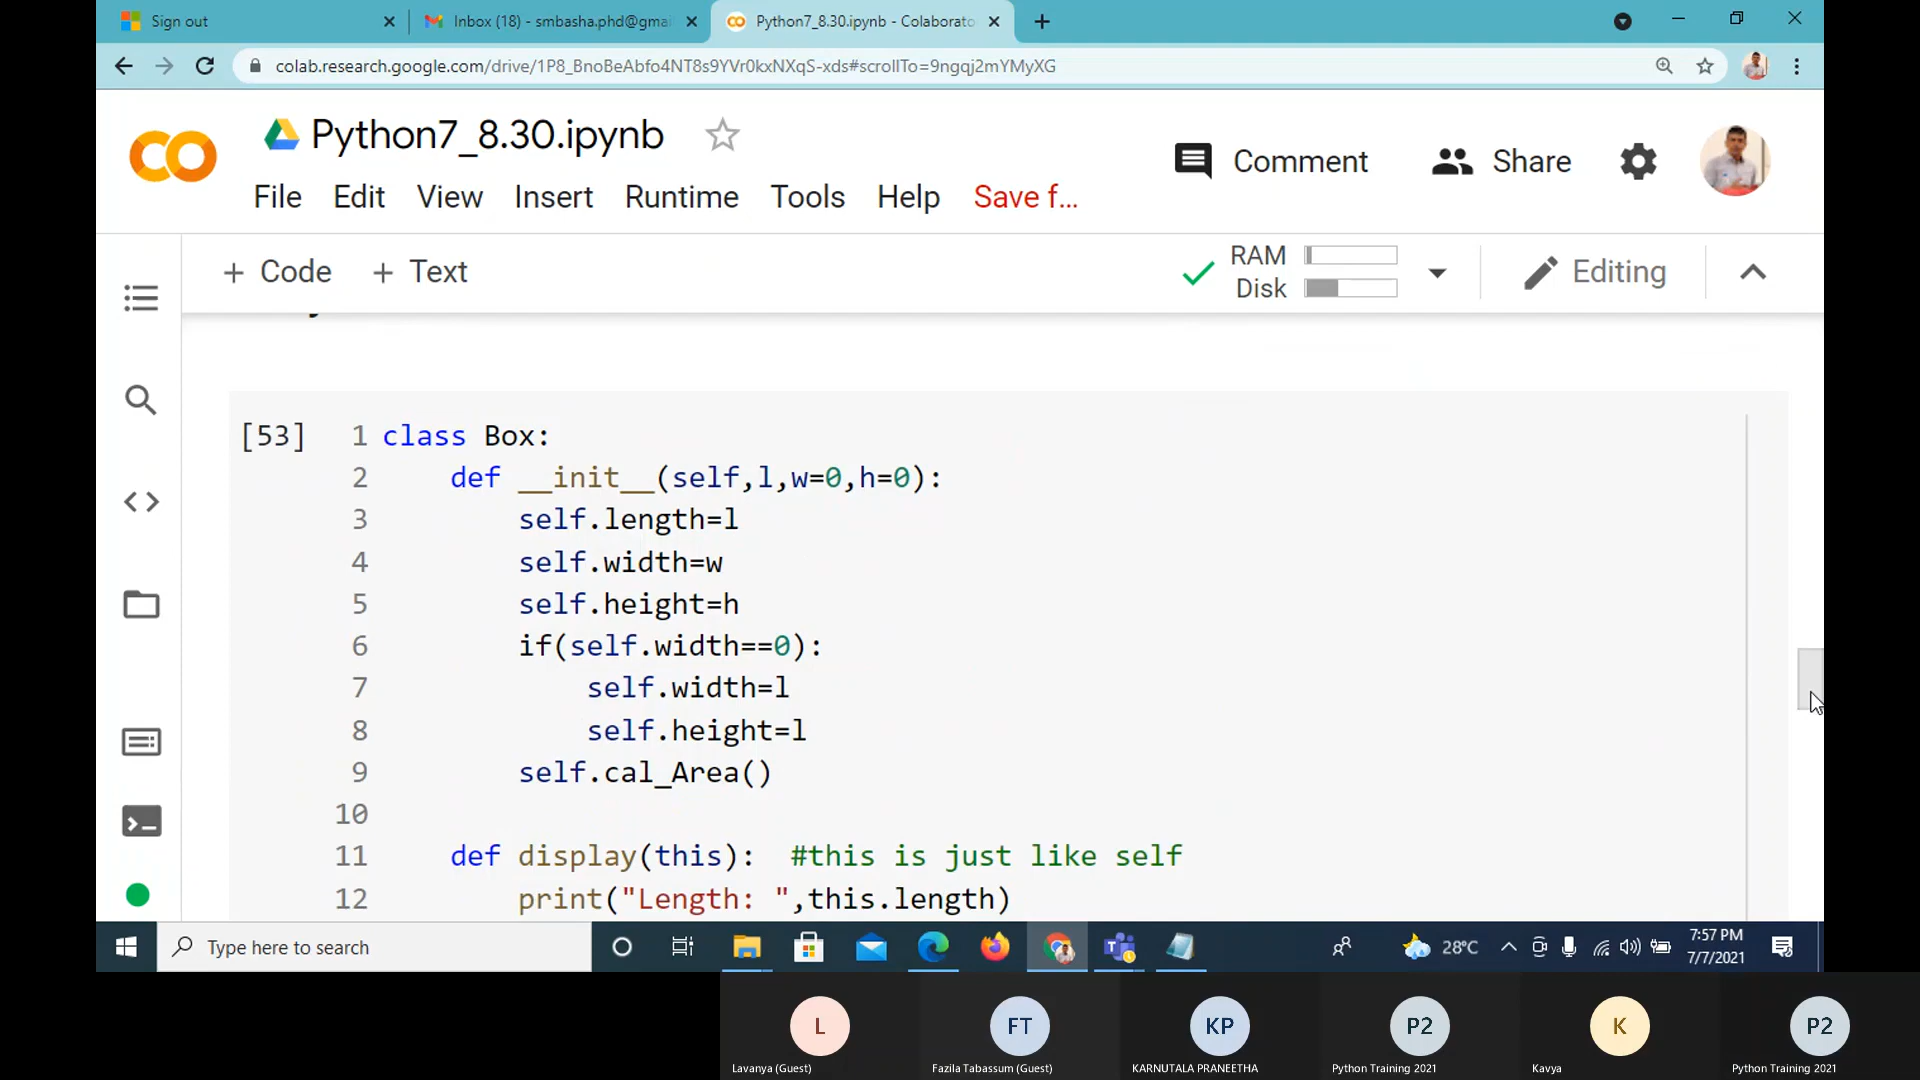 Sign out
Inbox (18) - smbasha.phd@gmai
Python7_8.30.ipynb - Colaborato
colab.research.google.com/drive/1P8_BnoBeAbfo4NT8s9YVr0kxNXqS-xds#scrollTo=9ngqj2mYMyXG
Python7_8.30.ipynb
Comment
Share
File Edit View Insert Runtime Tools Help Save f...
+ Code + Text
RAM
Disk
Editing
[53]
1 class Box:
2     def __init__(self,l,w=0,h=0):
3         self.length=l
4         self.width=w
5         self.height=h
6         if(self.width==0):
7             self.width=l
8             self.height=l
9         self.cal_Area()
10
11     def display(this):  #this is just like self
12         print("Length: ",this.length)
Type here to search
28°C
7:57 PM
7/7/2021
L
FT
KP
P2
K
P2
Lavanya (Guest)
Fazila Tabassum (Guest)
KARNUTALA PRANEETHA
Python Training 2021
Kavya
Python Training 2021